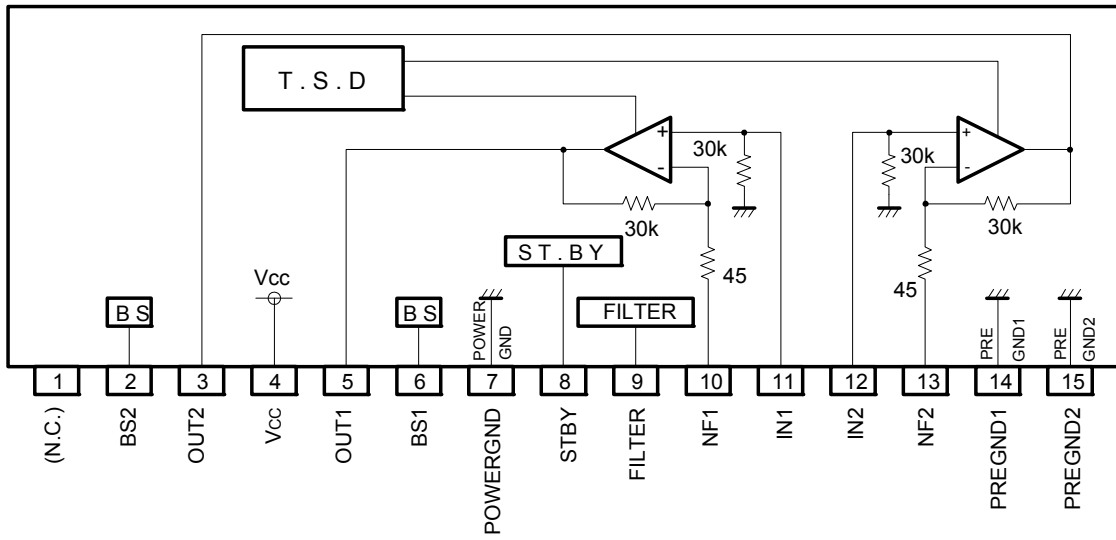 T.S.D
+
-
30k
30k
45
+
-
30k
30k
45
ST.BY
Vcc
BS
BS
POWER
GND
FILTER
PRE
GND1
PRE
GND2
1
2
3
4
5
6
7
8
9
10
11
12
13
14
15
(N.C.)
BS2
OUT2
Vcc
OUT1
BS1
POWERGND
STBY
FILTER
NF1
IN1
IN2
NF2
PREGND1
PREGND2